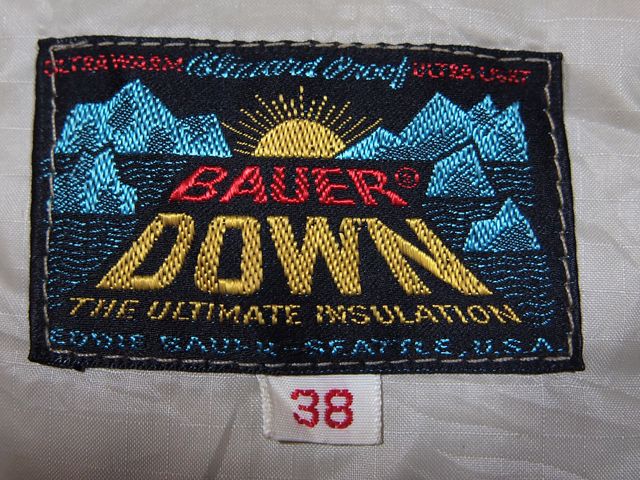 ULTRA WARM Blizzard Proof ULTRA LIGHT
BAUER®
DOWN
THE ULTIMATE INSULATION
EDDIE BAUER, SEATTLE, U.S.A.
38